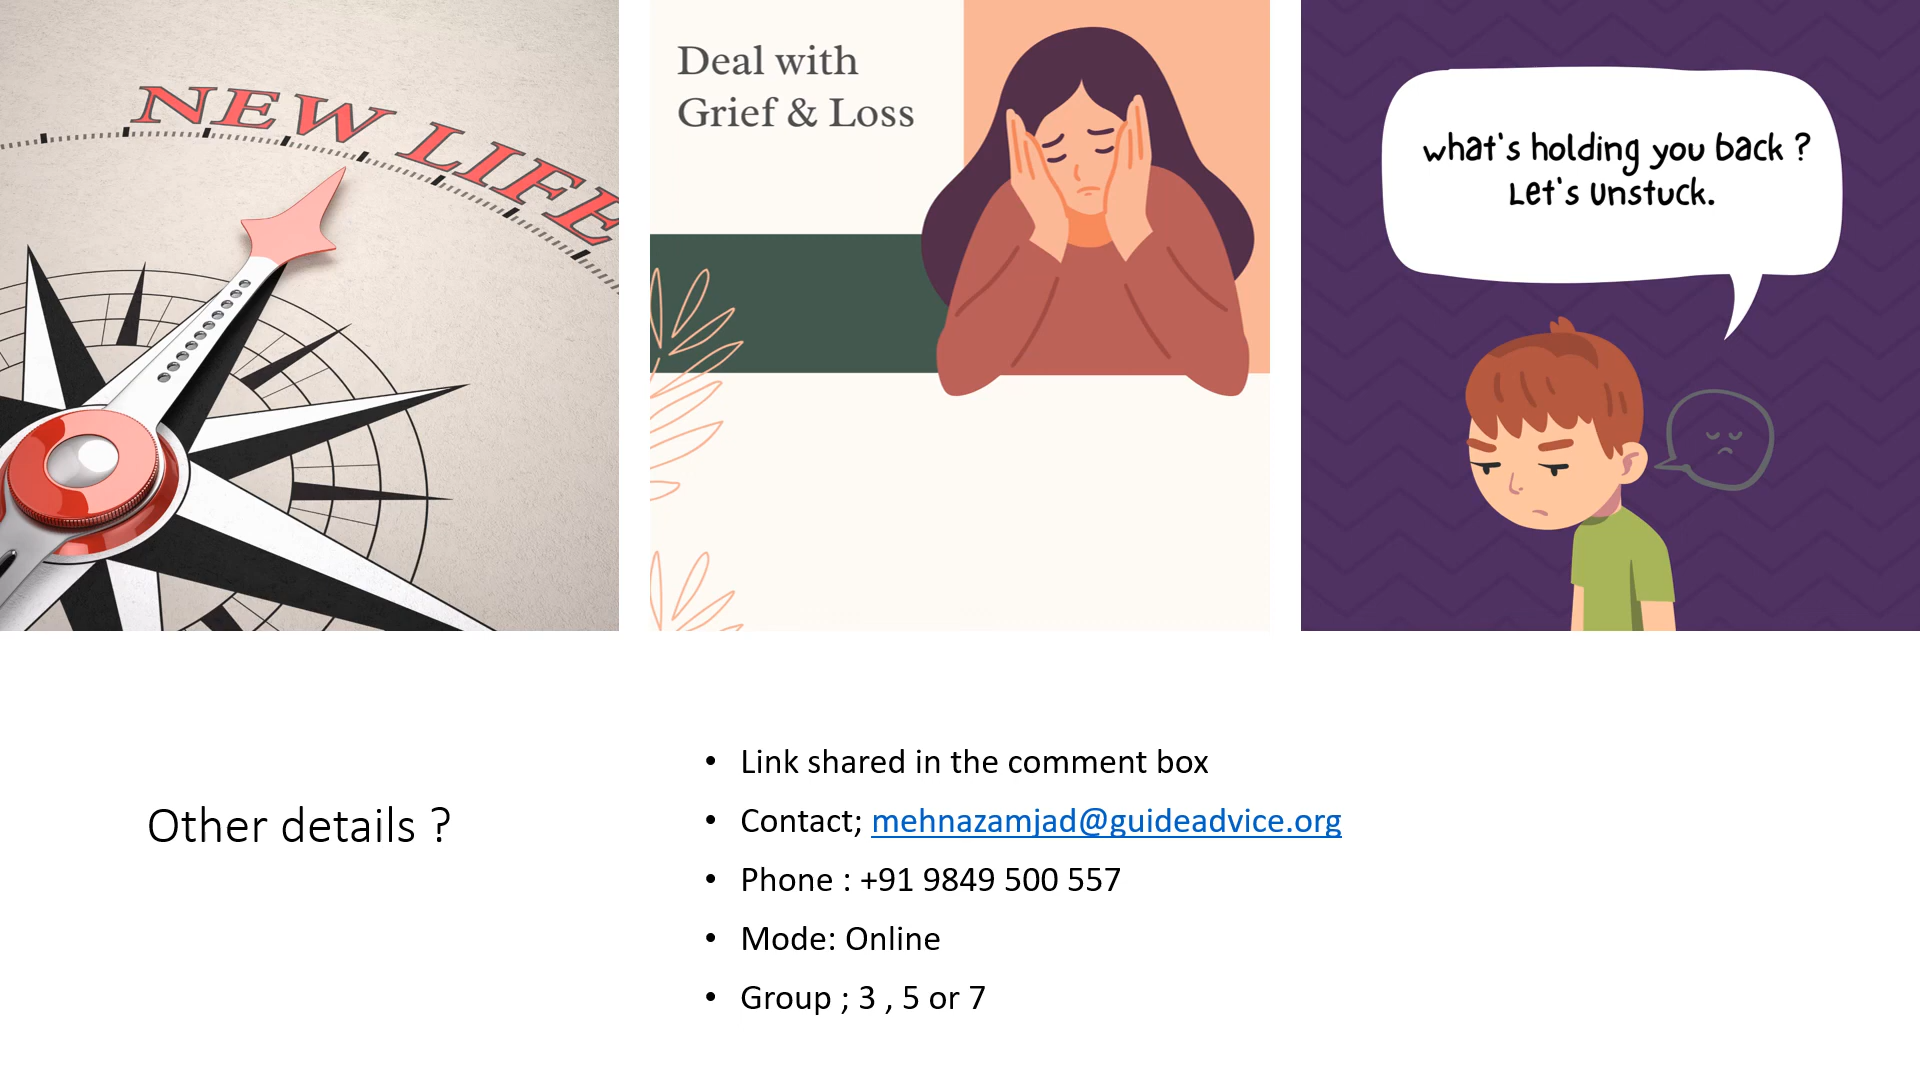 NEW LIFE
Deal with
Grief & Loss
what's holding you back ?
Let's Unstuck.
Other details ?
• Link shared in the comment box
• Contact; mehnazamjad@guideadvice.org
• Phone : +91 9849 500 557
• Mode: Online
• Group ; 3 , 5 or 7